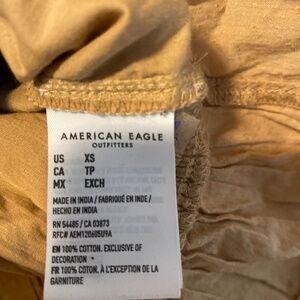 AMERICAN EAGLE
OUTFITTERS
US XS
CA TP
MX EXCH
MADE IN INDIA / FABRIQUÉ EN INDE /
HECHO EN INDIA
RN 54485 / CA 03873
RFC# AEM120605U9A
EN 100% COTTON. EXCLUSIVE OF
DECORATION
FR 100% COTON. À L'EXCEPTION DE LA
GARNITURE